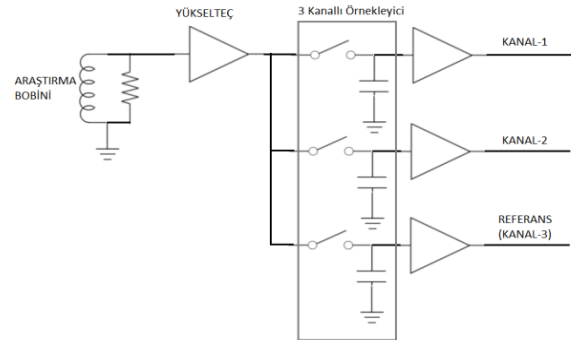 YÜKSELTEÇ
3 Kanallı Örnekleyici
KANAL-1
ARAŞTIRMA
BOBİNİ
KANAL-2
REFERANS
(KANAL-3)